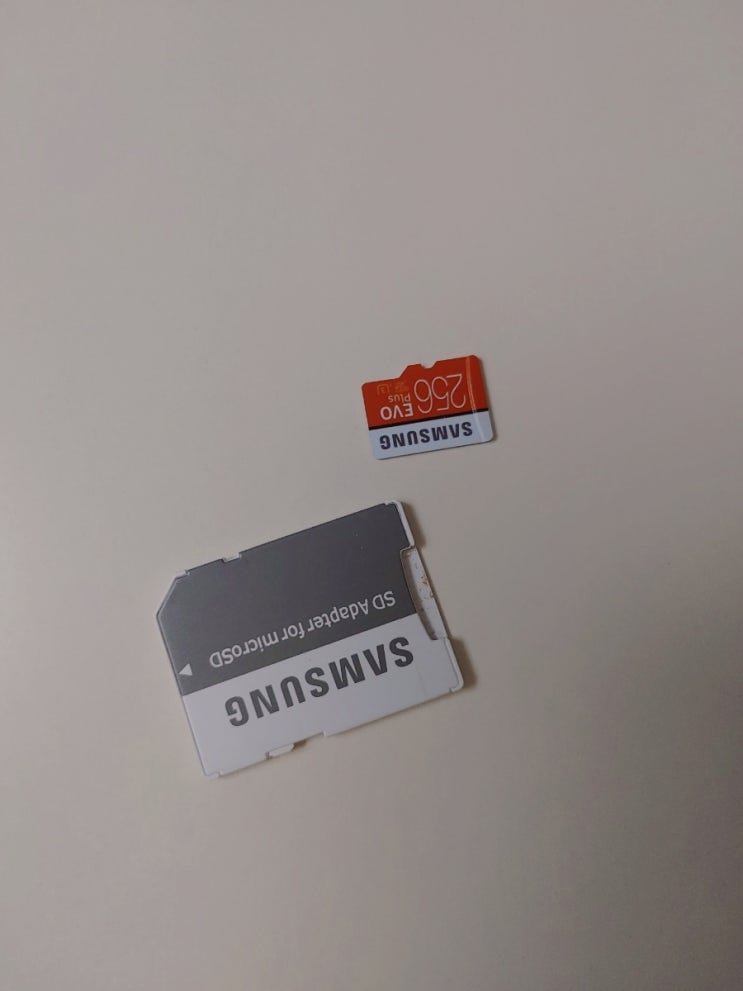 SAMSUNG
EVO
Plus
256
SAMSUNG
SD Adapter for microSD